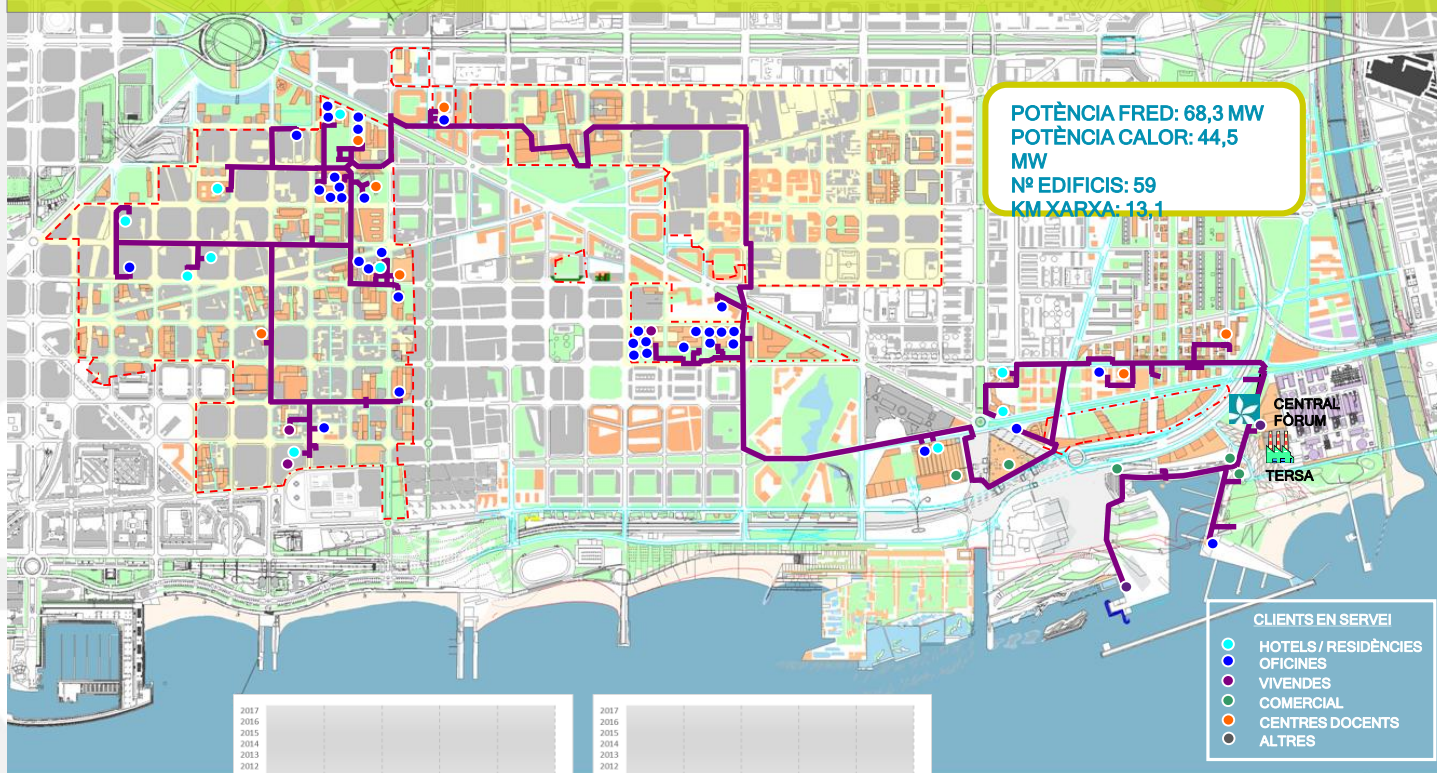 POTÈNCIA FRED: 68,3 MW
POTÈNCIA CALOR: 44,5
MW
Nº EDIFICIS: 59
KM XARXA: 13,1
CENTRAL
FÒRUM
TERSA
CLIENTS EN SERVEI
HOTELS / RESIDÈNCIES
OFICINES
VIVENDES
COMERCIAL
CENTRES DOCENTS
ALTRES
2017
2016
2015
2014
2013
2012
2017
2016
2015
2014
2013
2012